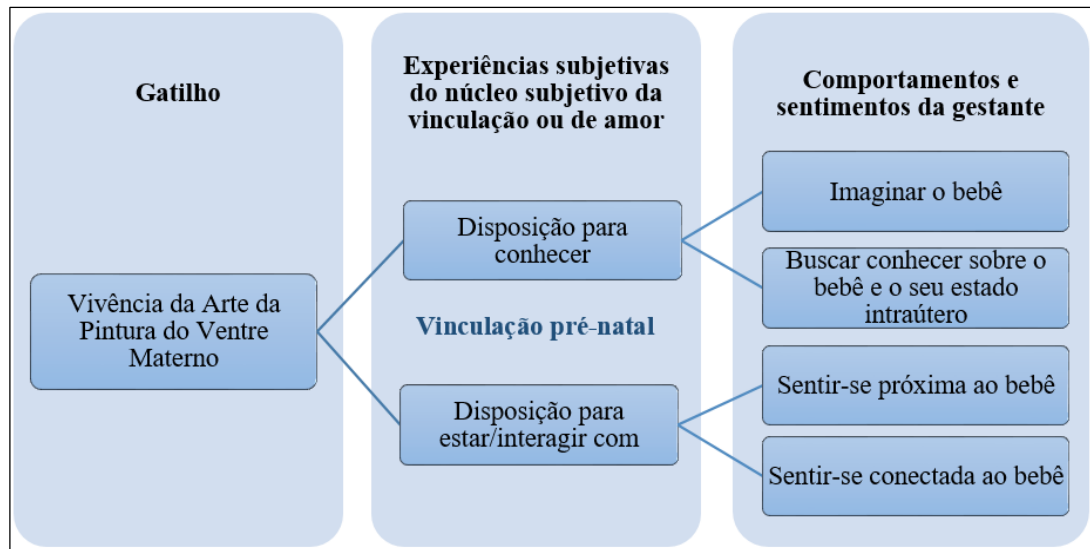 Gatilho
Vivência da Arte da
Pintura do Ventre
Materno
Experiências subjetivas
do núcleo subjetivo da
vinculação ou de amor
Disposição para
conhecer
Vinculação pré-natal
Disposição para
estar/interagir com
Comportamentos e
sentimentos da gestante
Imaginar o bebê
Buscar conhecer sobre o
bebê e o seu estado
intraútero
Sentir-se próxima ao bebê
Sentir-se conectada ao bebê